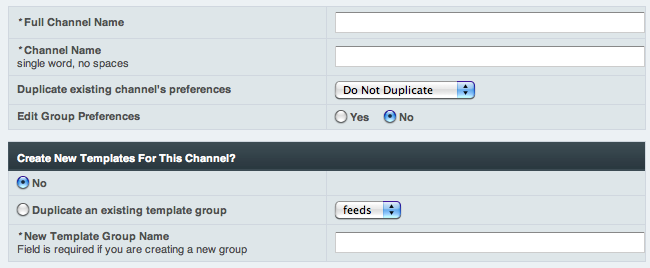 *Full Channel Name
*Channel Name
single word, no spaces
Duplicate existing channel's preferences
Do Not Duplicate
Edit Group Preferences
Yes No
Create New Templates For This Channel?
No
Duplicate an existing template group
feeds
*New Template Group Name
Field is required if you are creating a new group